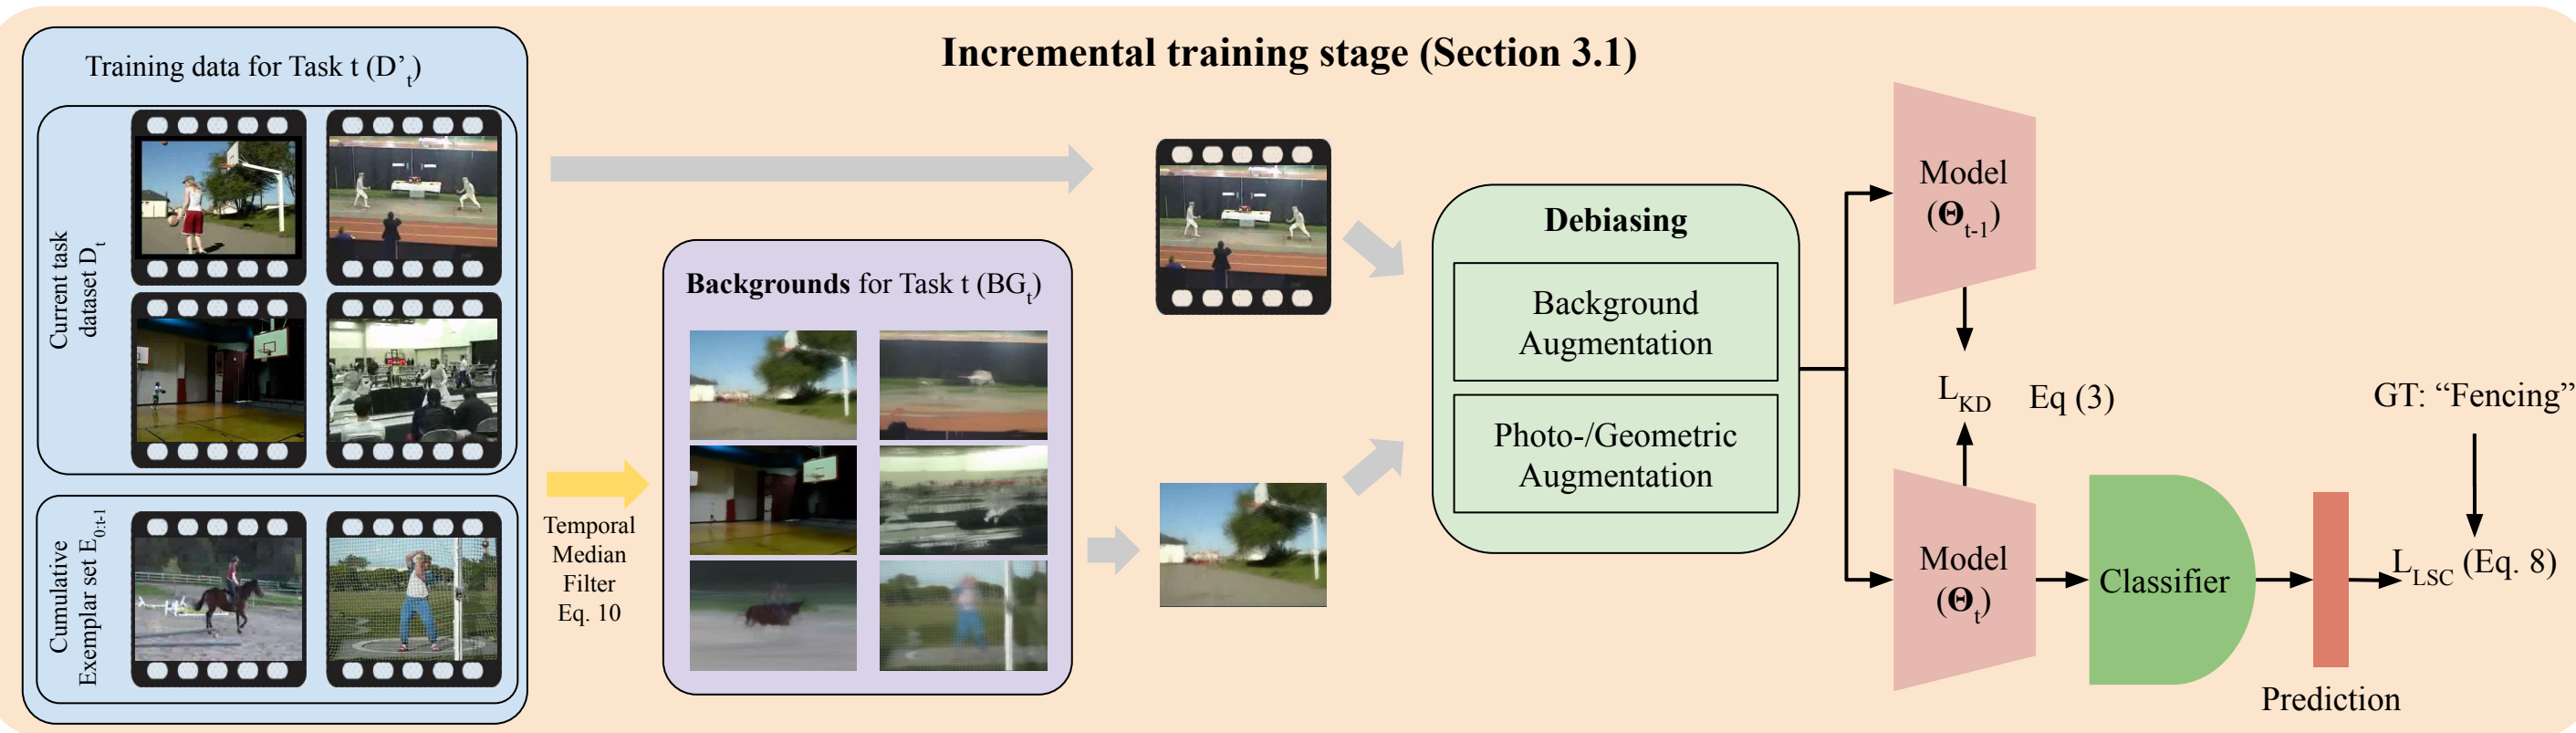 Incremental training stage (Section 3.1)
Training data for Task t (D’t)
Current task
dataset Dt
Cumulative
Exemplar set E0:t-1
Temporal
Median
Filter
Eq. 10
Backgrounds for Task t (BGt)
Debiasing
Background
Augmentation
Photo-/Geometric
Augmentation
Model
(Θt-1)
LKD
Eq (3)
Model
(Θt)
Classifier
Prediction
GT: “Fencing”
LLSC (Eq. 8)